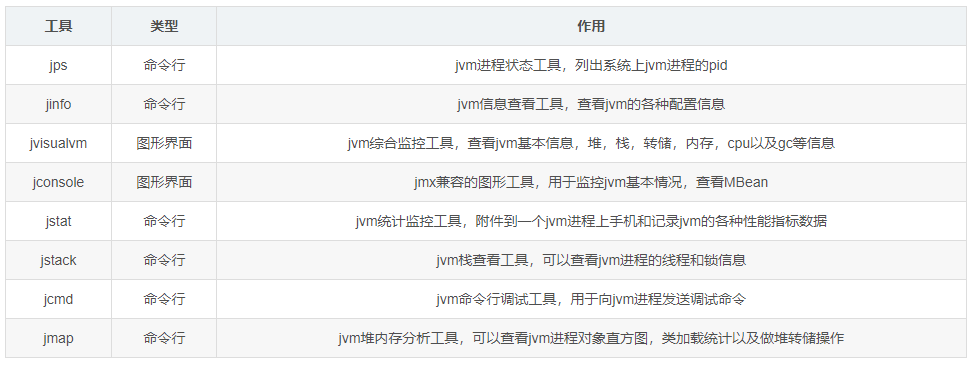 工具 类型 作用
jps 命令行 jvm进程状态工具，列出系统上jvm进程的pid
jinfo 命令行 jvm信息查看工具，查看jvm的各种配置信息
jvisualvm 图形界面 jvm综合监控工具，查看jvm基本信息，堆，栈，转储，内存，cpu以及gc等信息
jconsole 图形界面 jmx兼容的图形工具，用于监控jvm基本情况，查看MBean
jstat 命令行 jvm统计监控工具，附件到一个jvm进程上手机和记录jvm的各种性能指标数据
jstack 命令行 jvm栈查看工具，可以查看jvm进程的线程和锁信息
jcmd 命令行 jvm命令行调试工具，用于向jvm进程发送调试命令
jmap 命令行 jvm堆内存分析工具，可以查看jvm进程对象直方图，类加载统计以及做堆转储操作